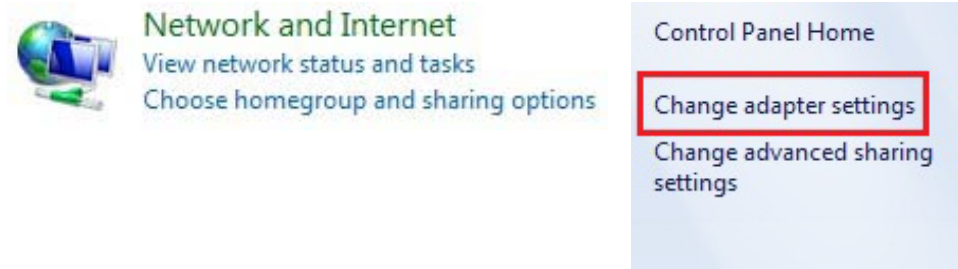 Network and Internet
View network status and tasks
Choose homegroup and sharing options
Control Panel Home
Change adapter settings
Change advanced sharing
settings